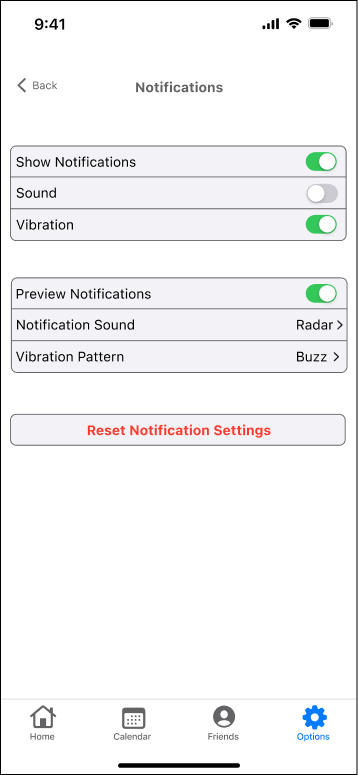 9:41
Back
Notifications
Show Notifications
Sound
Vibration
Preview Notifications
Notification Sound Radar
Vibration Pattern Buzz
Reset Notification Settings
Home Calendar Friends Options